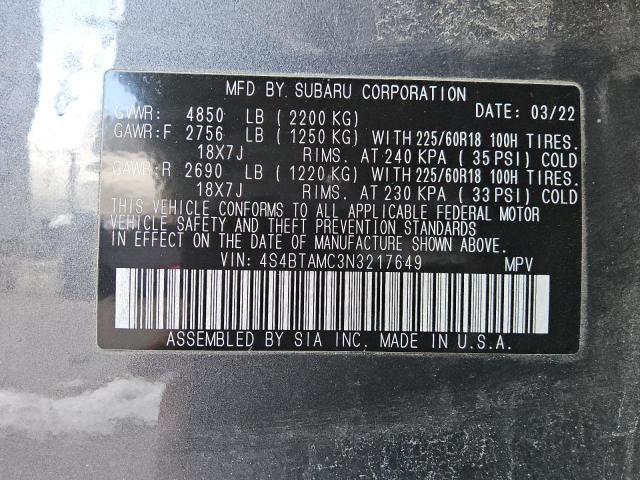 MFD BY SUBARU CORPORATION
GVWR: 4850 LB (2200 KG) DATE: 03/22
GAWR:F 2756 LB (1250 KG) WITH 225/60R18 100H TIRES.
18X7J RIMS. AT 240 KPA (35 PSI) COLD
GAWR:R 2690 LB (1220 KG) WITH 225/60R18 100H TIRES.
18X7J RIMS. AT 230 KPA (33 PSI) COLD
THIS VEHICLE CONFORMS TO ALL APPLICABLE FEDERAL MOTOR
VEHICLE SAFETY AND THEFT PREVENTION STANDARDS
IN EFFECT ON THE DATE OF MANUFACTURE SHOWN ABOVE.
VIN: 4S4BTAMC3N3217649 MPV
ASSEMBLED BY SIA INC. MADE IN U.S.A.